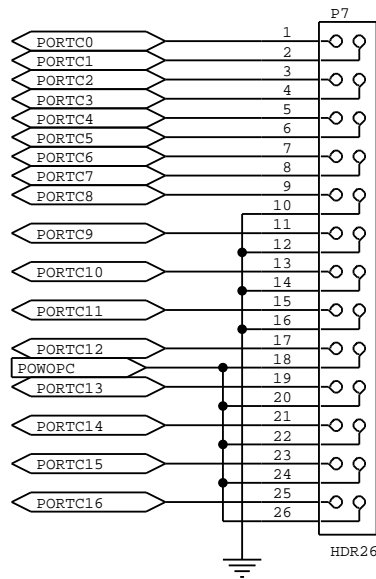 P7
PORTC0 1
PORTC1 2
PORTC2 3
PORTC3 4
PORTC4 5
PORTC5 6
PORTC6 7
PORTC7 8
PORTC8 9
10
PORTC9 11
12
PORTC10 13
14
PORTC11 15
16
PORTC12 17
POWOPC 18
PORTC13 19
20
PORTC14 21
22
PORTC15 23
24
PORTC16 25
26
HDR26